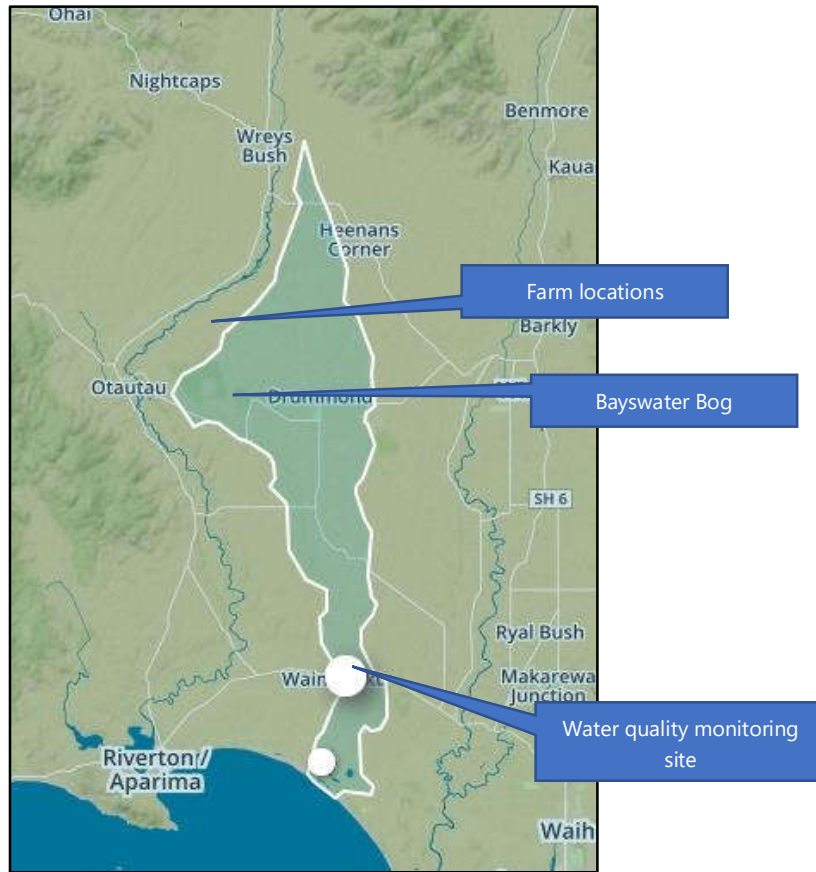 Ohai
Nightcaps
Benmore
Wreys
Bush
Kaua
Heenans
Corner
Farm locations
Barkly
Otautau
Drummond
Bayswater Bog
SH 6
Ryal Bush
Makarewa
Junction
Water quality monitoring
site
Riverton /
Aparima
Waih